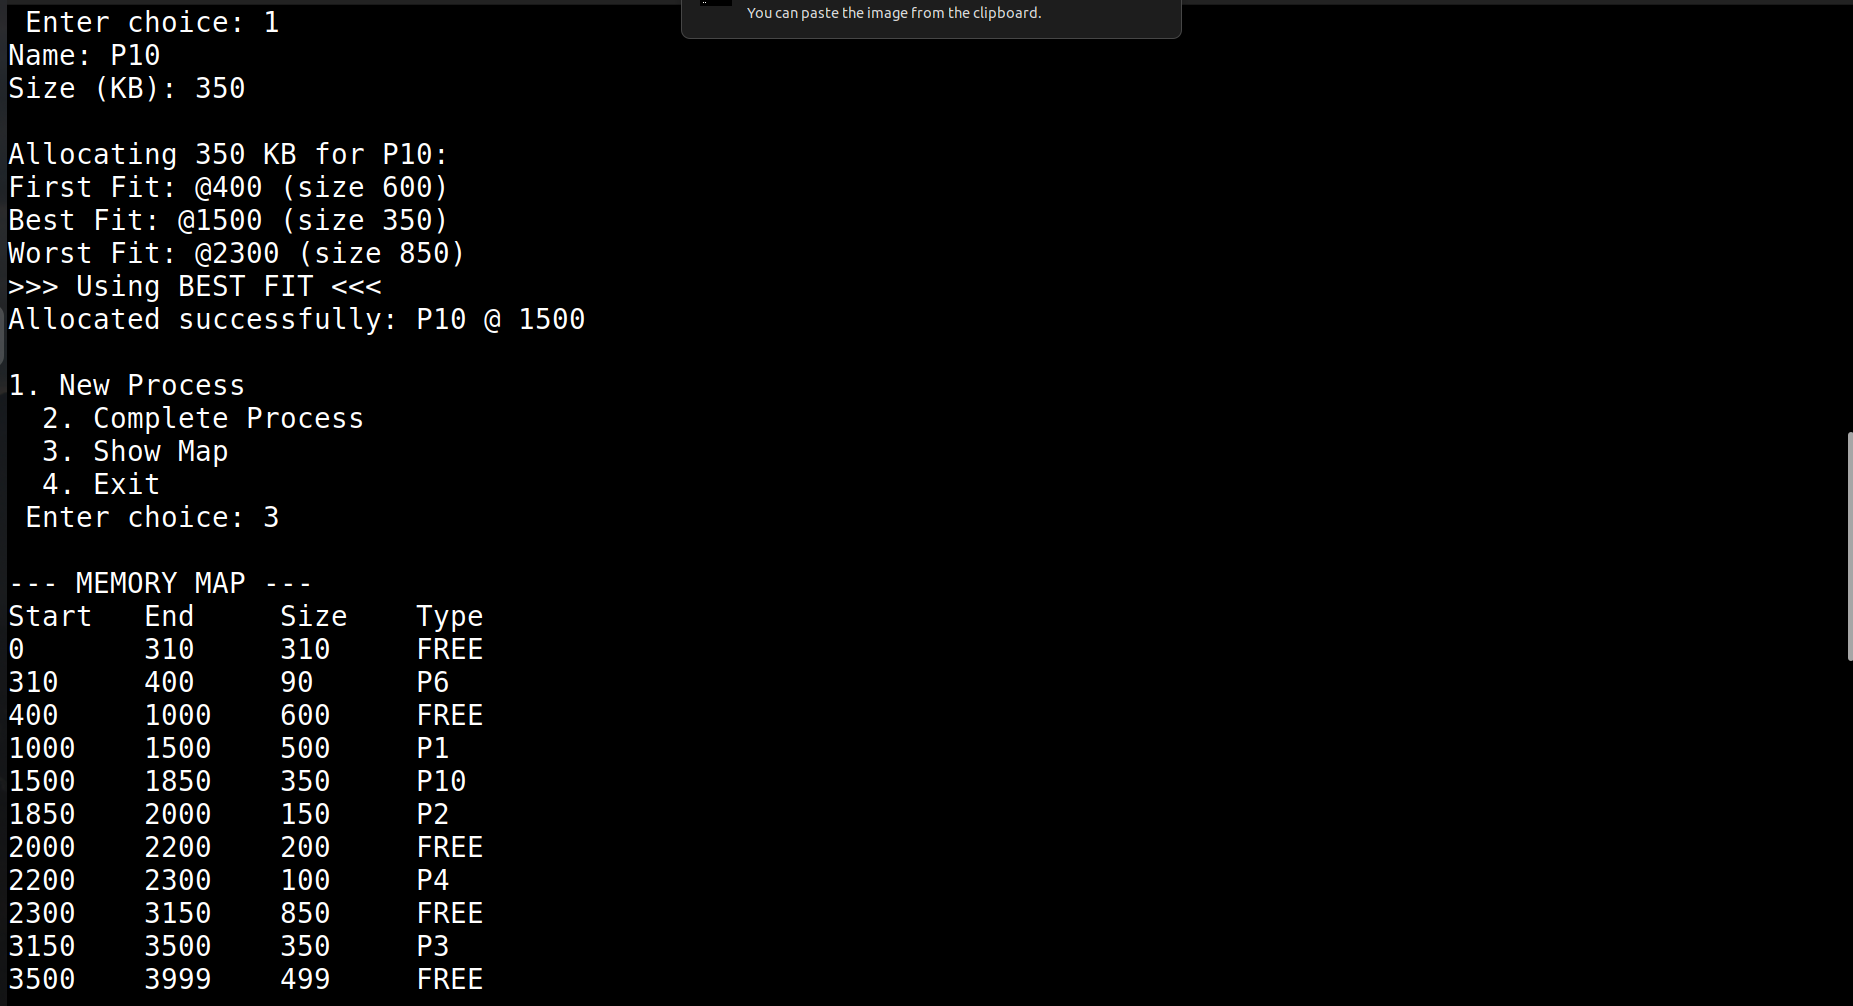 You can paste the image from the clipboard.
Enter choice: 1
Name: P10
Size (KB): 350
Allocating 350 KB for P10:
First Fit: @400 (size 600)
Best Fit: @1500 (size 350)
Worst Fit: @2300 (size 850)
>>> Using BEST FIT <<<
Allocated successfully: P10 @ 1500
1. New Process
2. Complete Process
3. Show Map
4. Exit
Enter choice: 3
--- MEMORY MAP ---
Start End Size Type
0 310 310 FREE
310 400 90 P6
400 1000 600 FREE
1000 1500 500 P1
1500 1850 350 P10
1850 2000 150 P2
2000 2200 200 FREE
2200 2300 100 P4
2300 3150 850 FREE
3150 3500 350 P3
3500 3999 499 FREE